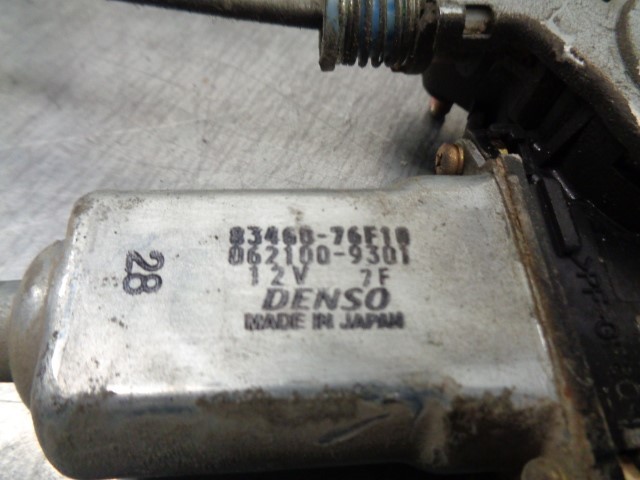 83460-76F10
062100-9301
12V 7F
DENSO
MADE IN JAPAN
28